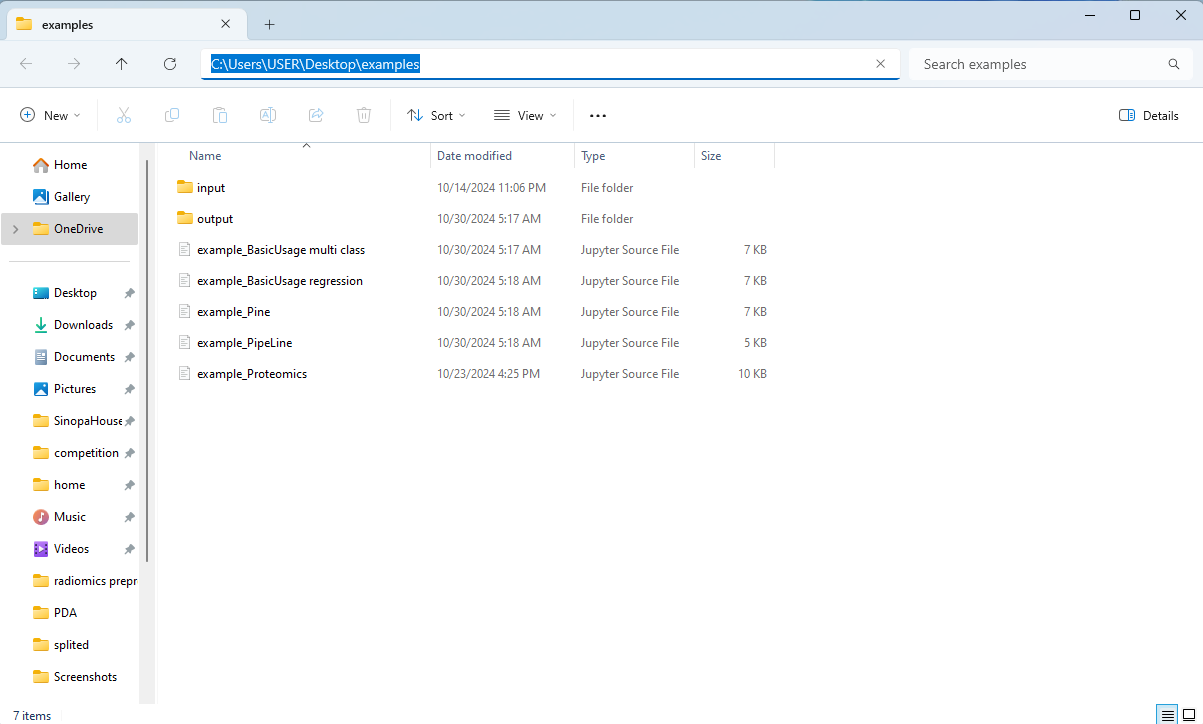 examples
C:\Users\USER\Desktop\examples
Search examples
New
Sort
View
Details
Name Date modified Type Size
input 10/14/2024 11:06 PM File folder
output 10/30/2024 5:17 AM File folder
example_BasicUsage multi class 10/30/2024 5:17 AM Jupyter Source File 7 KB
example_BasicUsage regression 10/30/2024 5:18 AM Jupyter Source File 7 KB
example_Pine 10/30/2024 5:18 AM Jupyter Source File 7 KB
example_PipeLine 10/30/2024 5:18 AM Jupyter Source File 5 KB
example_Proteomics 10/23/2024 4:25 PM Jupyter Source File 10 KB
Home
Gallery
OneDrive
Desktop
Downloads
Documents
Pictures
SinopaHouse
competition
home
Music
Videos
radiomics prepr
PDA
splited
Screenshots
7 items